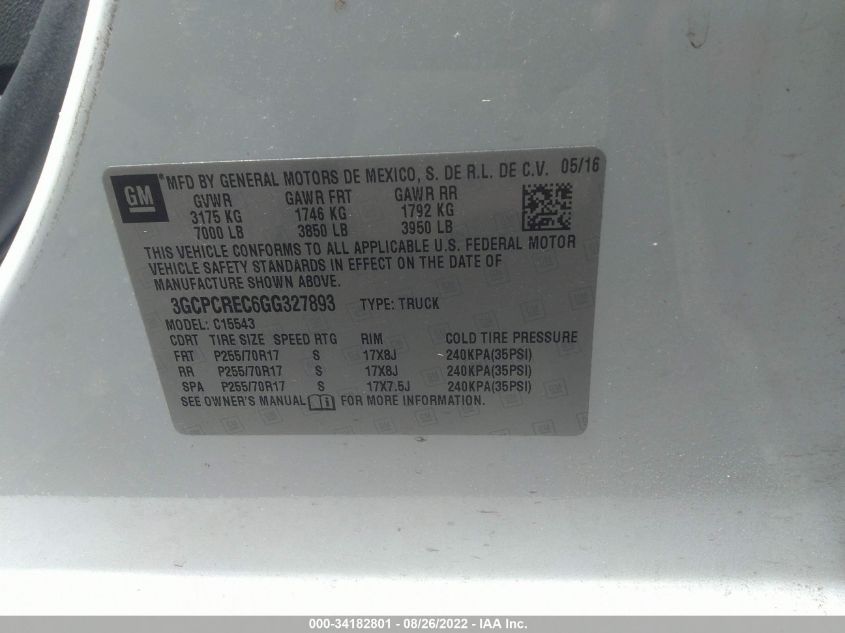 GM
®MFD BY GENERAL MOTORS DE MEXICO, S. DE R.L. DE C.V. 05/16
GVWR GAWR FRT GAWR RR
3175 KG 1746 KG 1792 KG
7000 LB 3850 LB 3950 LB
THIS VEHICLE CONFORMS TO ALL APPLICABLE U.S. FEDERAL MOTOR
VEHICLE SAFETY STANDARDS IN EFFECT ON THE DATE OF
MANUFACTURE SHOWN ABOVE.
3GCPCREC6GG327893 TYPE: TRUCK
MODEL: C15543
CDRT TIRE SIZE SPEED RTG RIM COLD TIRE PRESSURE
FRT P255/70R17 S 17X8J 240KPA(35PSI)
RR P255/70R17 S 17X8J 240KPA(35PSI)
SPA P255/70R17 S 17X7.5J 240KPA(35PSI)
SEE OWNER'S MANUAL FOR MORE INFORMATION.
000-34182801 - 08/26/2022 - IAA Inc.